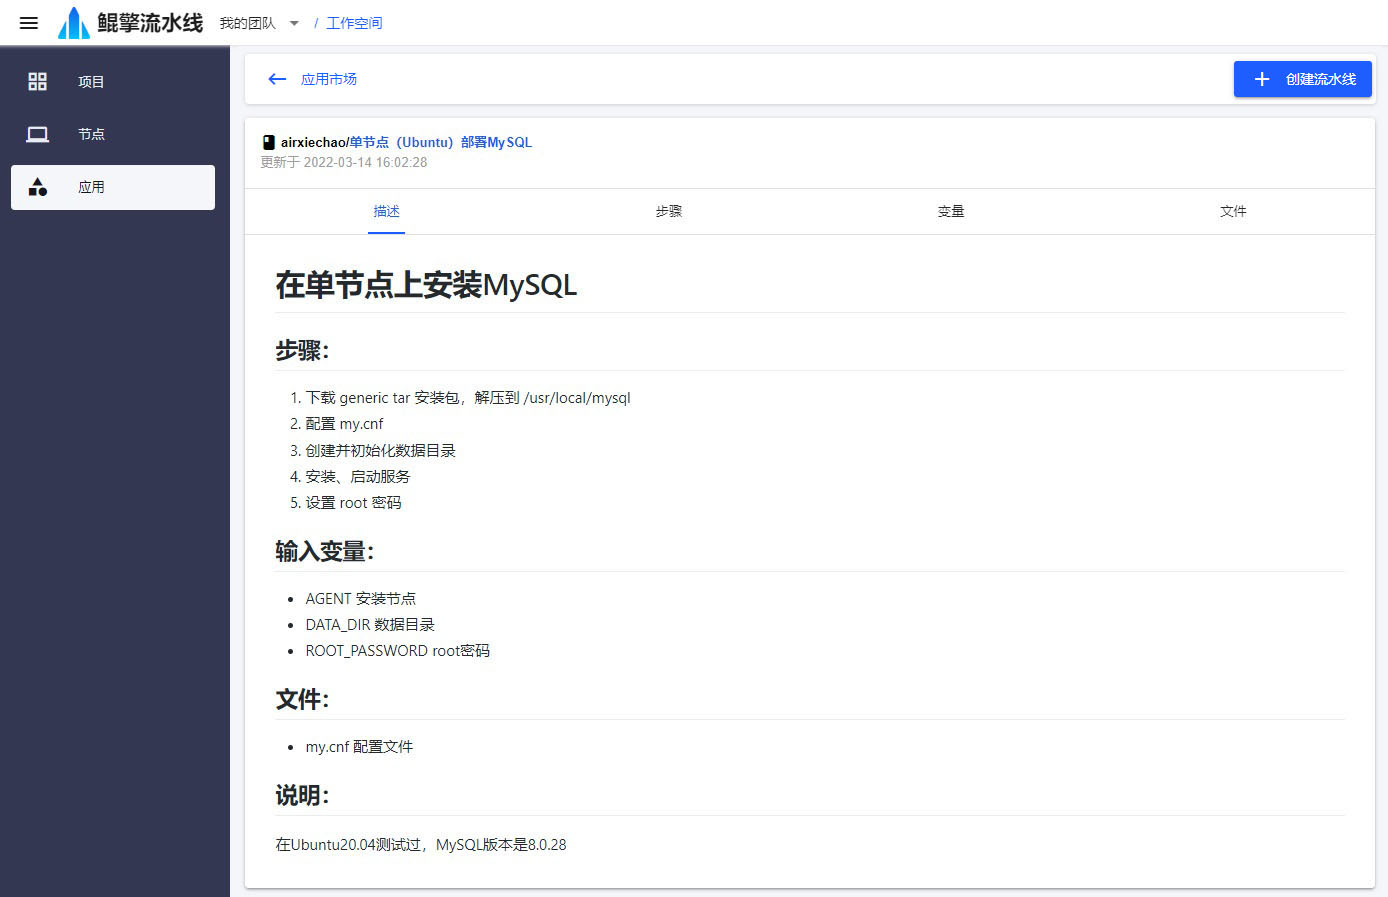 鲲擎流水线 我的团队 / 工作空间
项目
节点
应用
应用市场
创建流水线
airxiechao/单节点（Ubuntu）部署MySQL
更新于 2022-03-14 16:02:28
描述 步骤 变量 文件
在单节点上安装MySQL
步骤：
1. 下载 generic tar 安装包，解压到 /usr/local/mysql
2. 配置 my.cnf
3. 创建并初始化数据目录
4. 安装、启动服务
5. 设置 root 密码
输入变量：
AGENT 安装节点
DATA_DIR 数据目录
ROOT_PASSWORD root密码
文件：
my.cnf 配置文件
说明：
在Ubuntu20.04测试过，MySQL版本是8.0.28